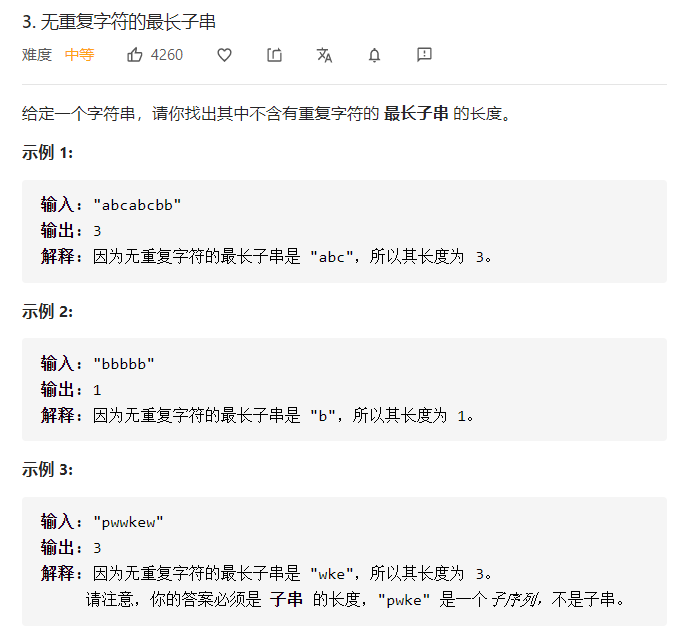 3. 无重复字符的最长子串
难度 中等 4260
给定一个字符串，请你找出其中不含有重复字符的 最长子串 的长度。
示例 1:
输入: "abcabcbb"
输出: 3
解释: 因为无重复字符的最长子串是 "abc"，所以其长度为 3。
示例 2:
输入: "bbbbb"
输出: 1
解释: 因为无重复字符的最长子串是 "b"，所以其长度为 1。
示例 3:
输入: "pwwkew"
输出: 3
解释: 因为无重复字符的最长子串是 "wke"，所以其长度为 3。
请注意，你的答案必须是 子串 的长度，"pwke" 是一个子序列，不是子串。